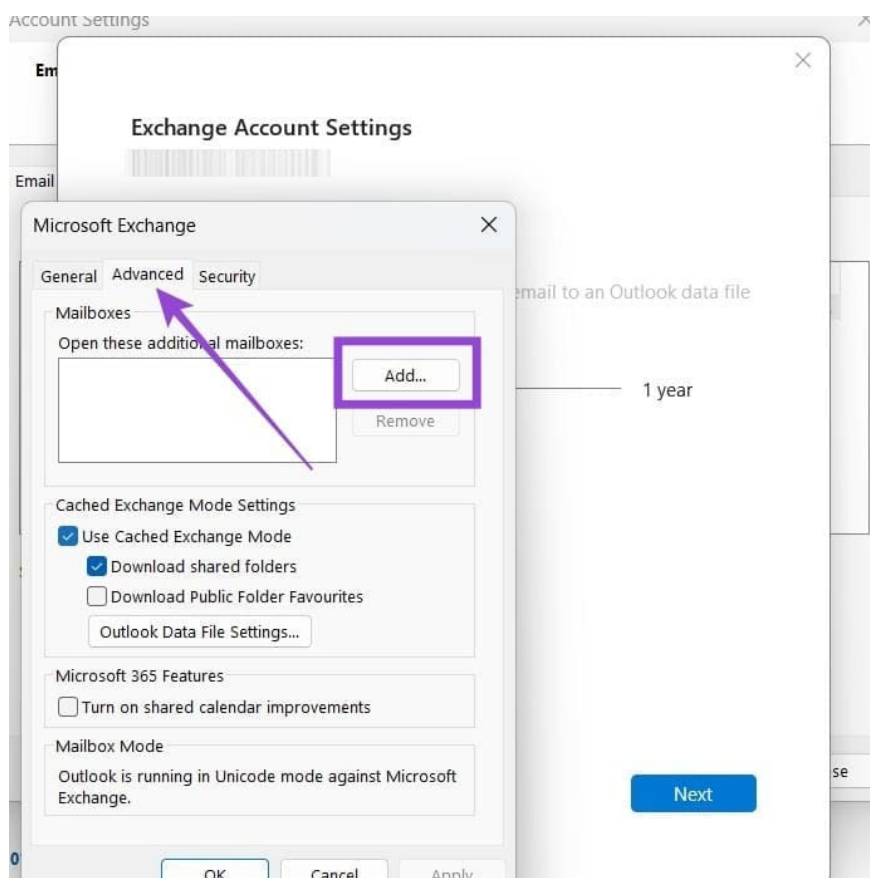 Account Settings
Em
Exchange Account Settings
Email
Microsoft Exchange
General Advanced Security
email to an Outlook data file
Mailboxes
Open these additional mailboxes:
Add...
1 year
Remove
Cached Exchange Mode Settings
Use Cached Exchange Mode
Download shared folders
Download Public Folder Favourites
Outlook Data File Settings...
Microsoft 365 Features
Turn on shared calendar improvements
Mailbox Mode
Outlook is running in Unicode mode against Microsoft
Exchange.
se
Next
OK Cancel Apply